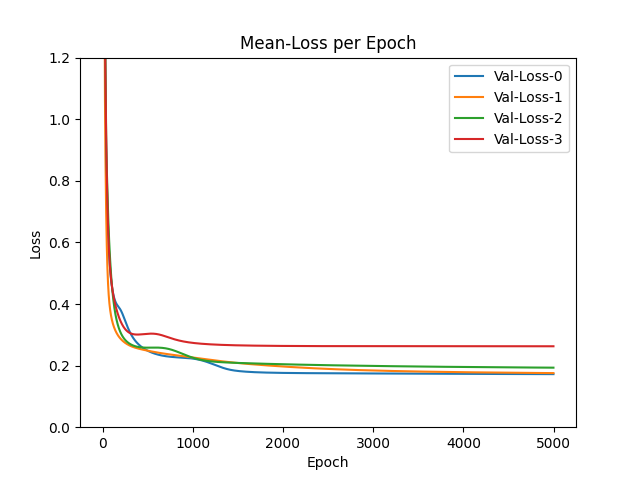 Mean-Loss per Epoch
1.2
1.0
0.8
0.6
0.4
0.2
0.0
Loss
Val-Loss-0
Val-Loss-1
Val-Loss-2
Val-Loss-3
0 1000 2000 3000 4000 5000
Epoch